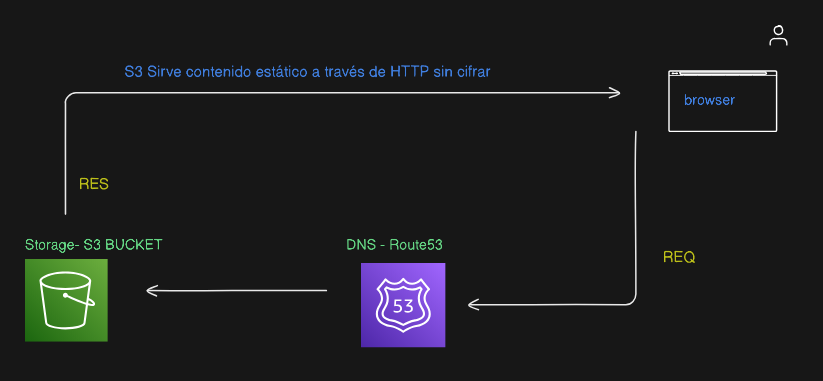 S3 Sirve contenido estático a través de HTTP sin cifrar
browser
RES
Storage- S3 BUCKET
DNS - Route53
REQ
53